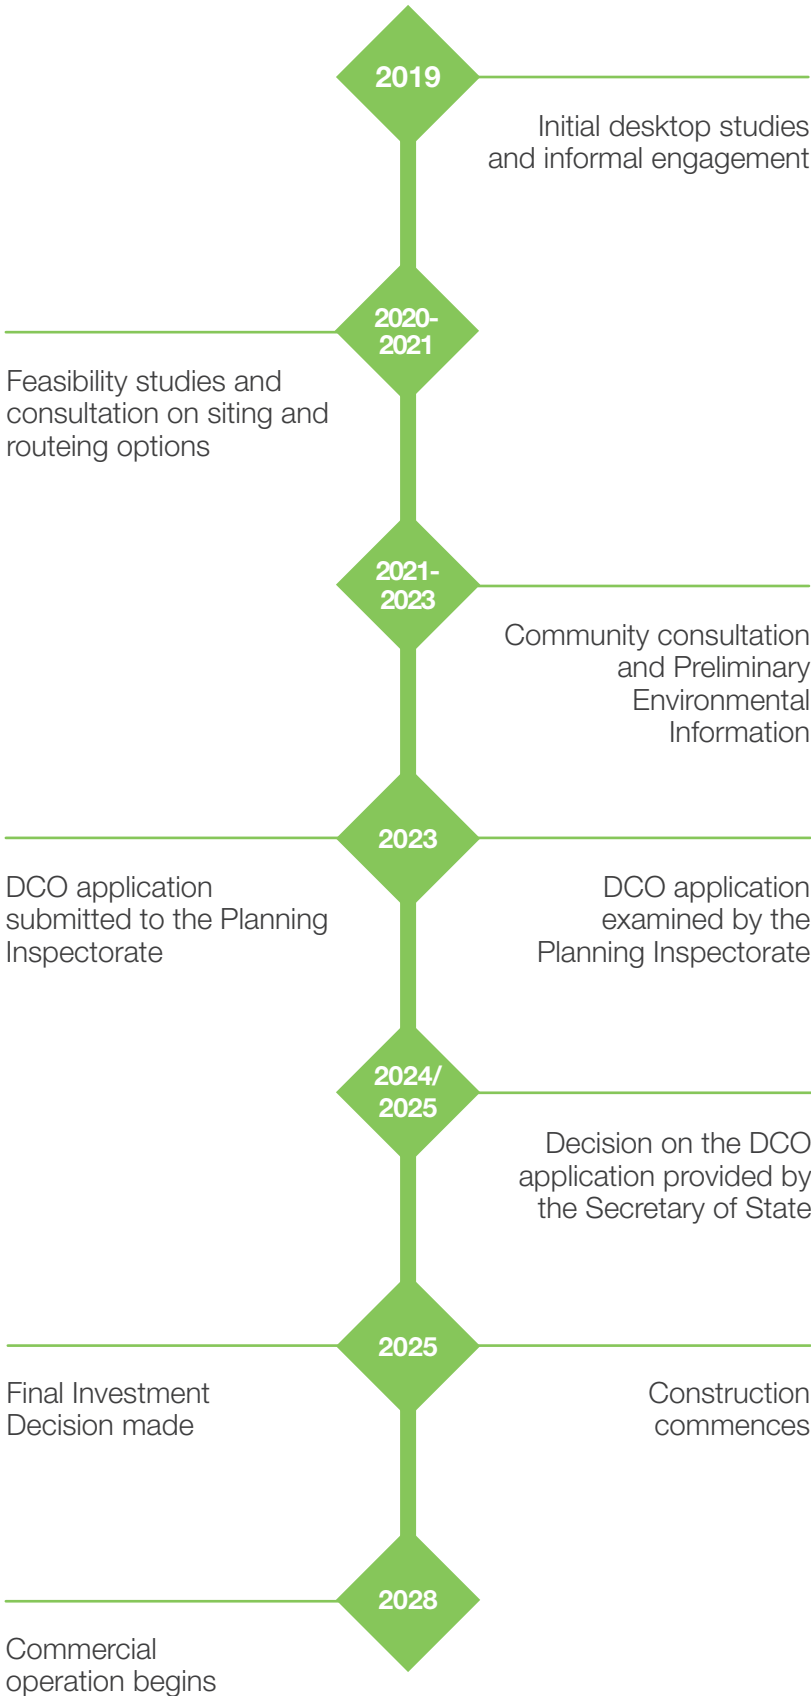 2019
Initial desktop studies
and informal engagement
2020-
2021
Feasibility studies and
consultation on siting and
routeing options
2021-
2023
Community consultation
and Preliminary
Environmental
Information
2023
DCO application
submitted to the Planning
Inspectorate
DCO application
examined by the
Planning Inspectorate
2024/
2025
Decision on the DCO
application provided by
the Secretary of State
2025
Final Investment
Decision made
Construction
commences
2028
Commercial
operation begins